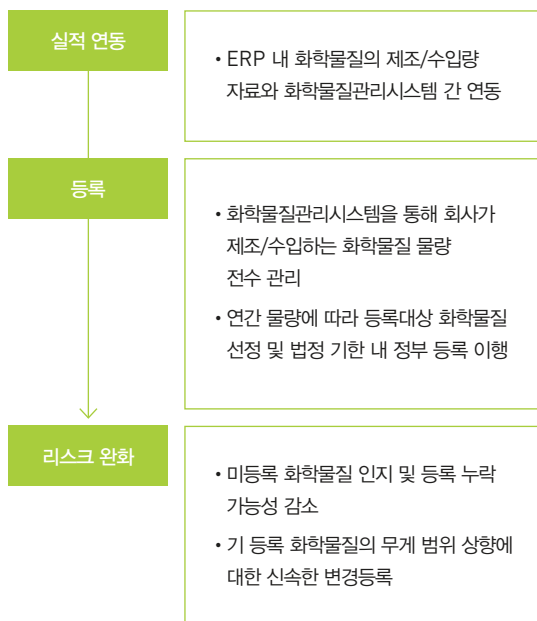 실적 연동
• ERP 내 화학물질의 제조/수입량
자료와 화학물질관리시스템 간 연동
등록
• 화학물질관리시스템을 통해 회사가
제조/수입하는 화학물질 물량
전수 관리
• 연간 물량에 따라 등록대상 화학물질
선정 및 법정 기한 내 정부 등록 이행
리스크 완화
• 미등록 화학물질 인지 및 등록 누락
가능성 감소
• 기 등록 화학물질의 무게 범위 상향에
대한 신속한 변경등록